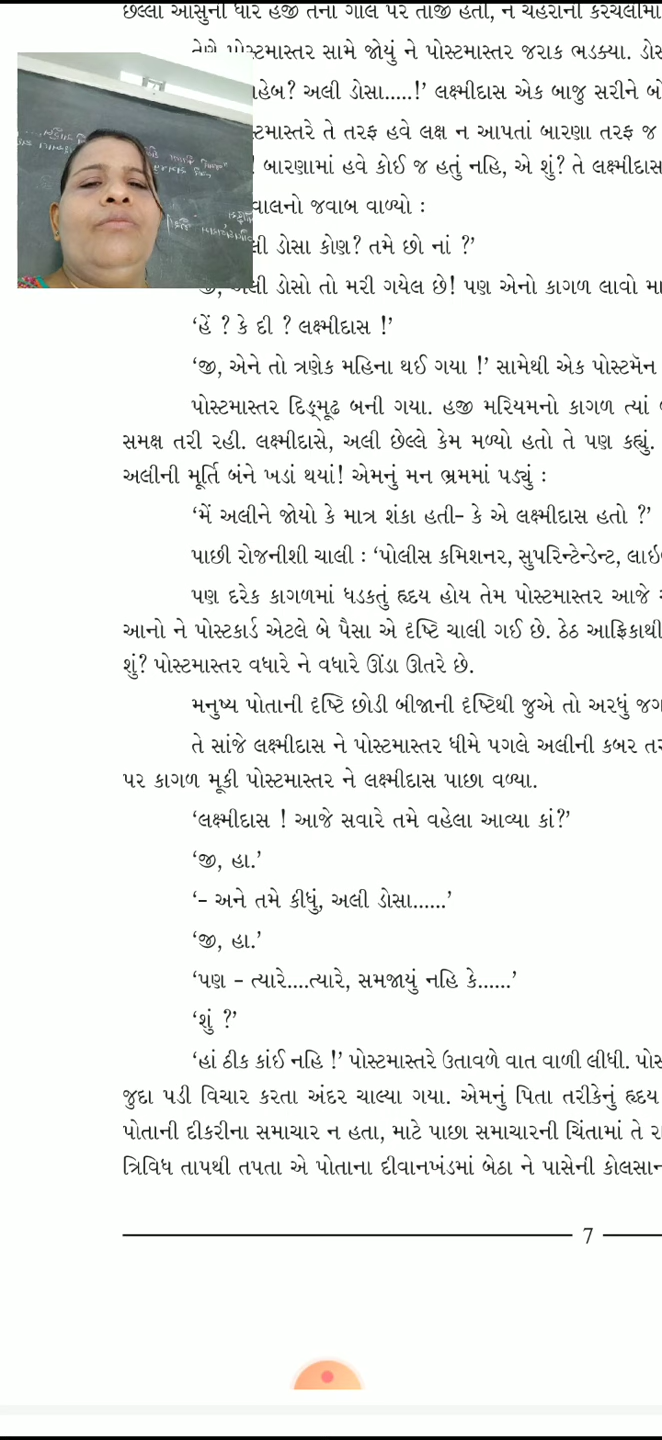 છેલ્લા આંસુની ધાર હજી તેના ગાલ પર તાજી હતી, ને ચહેરાની કરચલીમાં
તેણે પોસ્ટમાસ્તર સામે જોયું ને પોસ્ટમાસ્તર જરાક ભડક્યા. ડોસ
ાહેબ? અલી ડોસા.....!’ લક્ષ્મીદાસ એક બાજુ સરીને બો
સ્ટમાસ્તરે તે તરફ હવે લક્ષ ન આપતાં બારણા તરફ જ
! બારણામાં હવે કોઈ જ હતું નહિ, એ શું? તે લક્ષ્મીદાસ
વાલનો જવાબ વાળ્યો :
લી ડોસા કોણ? તમે છો નાં ?’
જી, અલી ડોસો તો મરી ગયેલ છે! પણ એનો કાગળ લાવો મા
‘હેં ? કે દી ? લક્ષ્મીદાસ !’
‘જી, એને તો ત્રણેક મહિના થઈ ગયા !’ સામેથી એક પોસ્ટમૅન
પોસ્ટમાસ્તર દિઙ્મૂઢ બની ગયા. હજી મરિયમનો કાગળ ત્યાં
સમક્ષ તરી રહી. લક્ષ્મીદાસે, અલી છેલ્લે કેમ મળ્યો હતો તે પણ કહ્યું.
અલીની મૂર્તિ બંને ખડાં થયાં! એમનું મન ભ્રમમાં પડ્યું :
‘મેં અલીને જોયો કે માત્ર શંકા હતી- કે એ લક્ષ્મીદાસ હતો ?’
પાછી રોજનીશી ચાલી : ‘પોલીસ કમિશનર, સુપરિન્ટેન્ડેન્ટ, લાઇ
પણ દરેક કાગળમાં ધડકતું હૃદય હોય તેમ પોસ્ટમાસ્તર આજે
આનો ને પોસ્ટકાર્ડ એટલે બે પૈસા એ દૃષ્ટિ ચાલી ગઈ છે. ઠેઠ આફ્રિકાથી
શું? પોસ્ટમાસ્તર વધારે ને વધારે ઊંડા ઊતરે છે.
મનુષ્ય પોતાની દૃષ્ટિ છોડી બીજાની દૃષ્ટિથી જુએ તો અરધું જગ
તે સાંજે લક્ષ્મીદાસ ને પોસ્ટમાસ્તર ધીમે પગલે અલીની કબર તર
પર કાગળ મૂકી પોસ્ટમાસ્તર ને લક્ષ્મીદાસ પાછા વળ્યા.
‘લક્ષ્મીદાસ ! આજે સવારે તમે વહેલા આવ્યા કાં?’
‘જી, હા.’
‘- અને તમે કીધું, અલી ડોસા......’
‘જી, હા.’
‘પણ - ત્યારે....ત્યારે, સમજાયું નહિ કે......’
‘શું ?’
‘હાં ઠીક કાંઈ નહિ !’ પોસ્ટમાસ્તરે ઉતાવળે વાત વાળી લીધી. પોસ
જુદા પડી વિચાર કરતા અંદર ચાલ્યા ગયા. એમનું પિતા તરીકેનું હૃદય
પોતાની દીકરીના સમાચાર ન હતા, માટે પાછા સમાચારની ચિંતામાં તે રા
ત્રિવિધ તાપથી તપતા એ પોતાના દીવાનખંડમાં બેઠા ને પાસેની કોલસાન
7